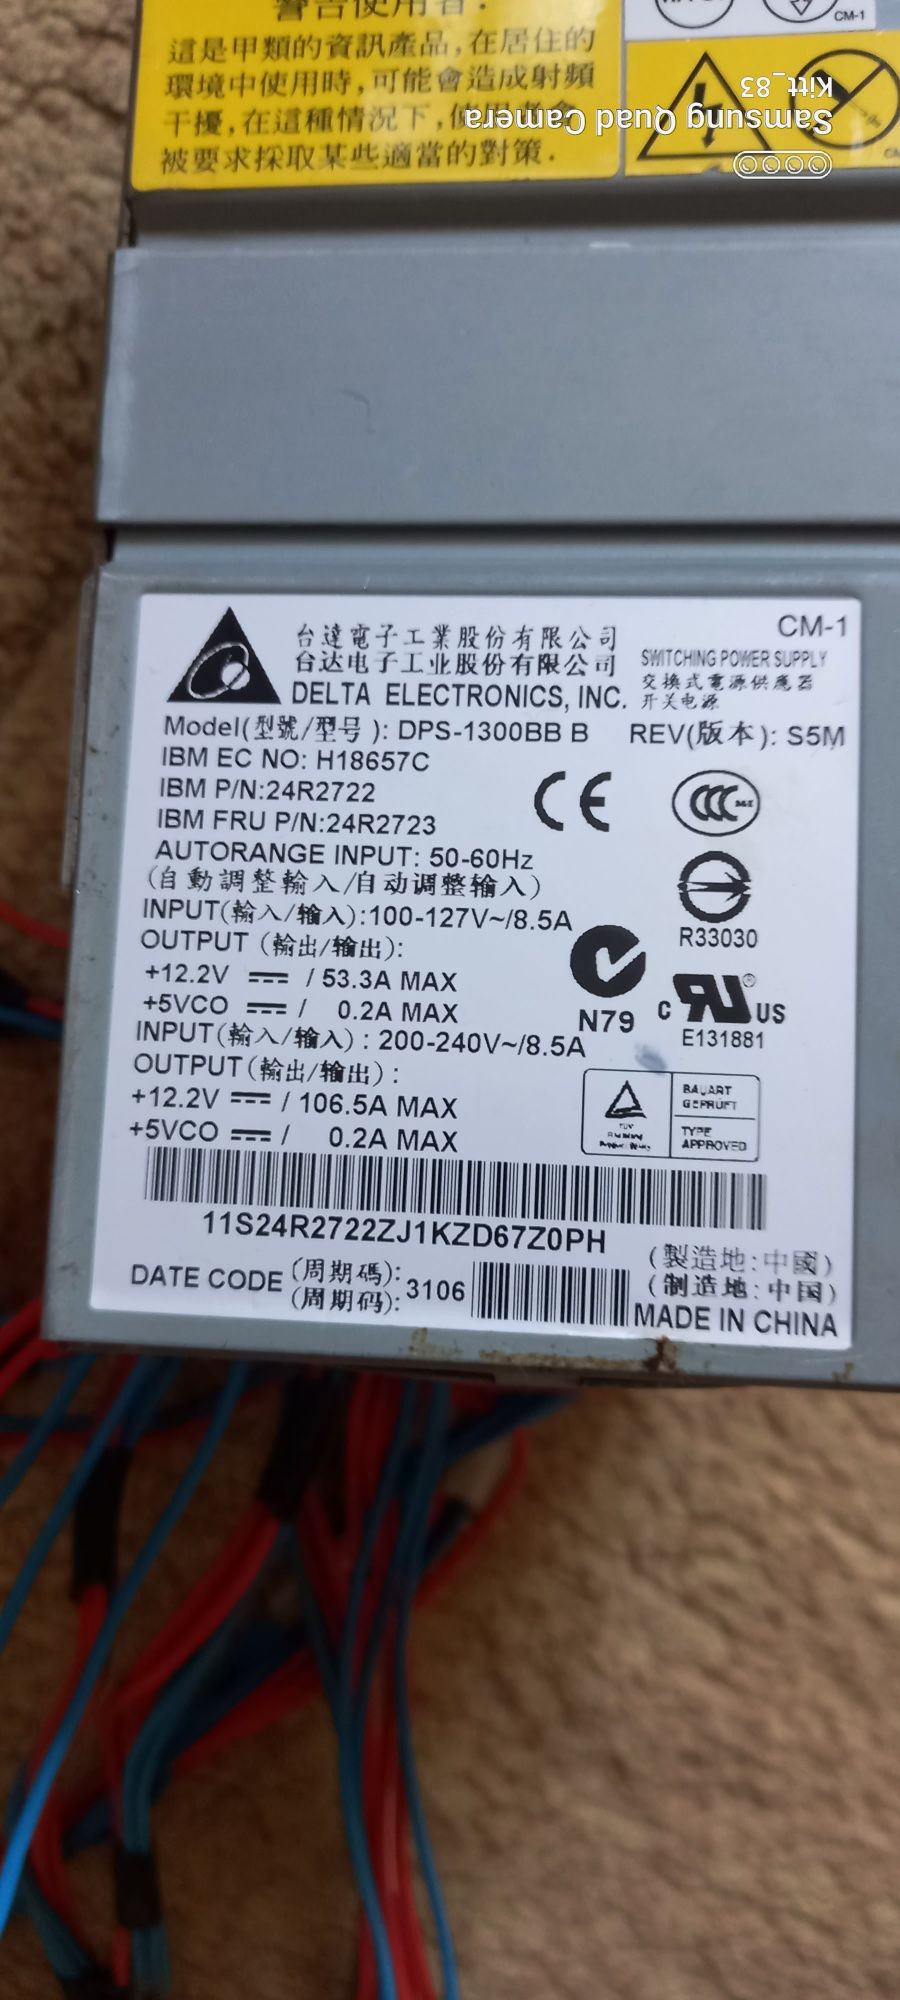 警告使用者:
這是甲類的資訊產品,在居住的
環境中使用時,可能會造成射頻
干擾,在這種情況下,使用者會
被要求採取某些適當的對策.
CM-1
Samsung Quad Camera
Kitt_83
CM-1
台達電子工業股份有限公司
台达电子工业股份有限公司
DELTA ELECTRONICS, INC.
SWITCHING POWER SUPPLY
交換式電源供應器
开关电源
Model(型號/型号): DPS-1300BB B REV(版本): S5M
IBM EC NO: H18657C
IBM P/N:24R2722
IBM FRU P/N:24R2723
AUTORANGE INPUT: 50-60Hz
(自動調整輸入/自动调整输入)
INPUT(輸入/输入):100-127V~/8.5A
OUTPUT (輸出/输出):
+12.2V ⎓ / 53.3A MAX
+5VCO ⎓ / 0.2A MAX
INPUT(輸入/输入): 200-240V~/8.5A
OUTPUT(輸出/输出):
+12.2V ⎓ / 106.5A MAX
+5VCO ⎓ / 0.2A MAX
CE
CCC
R33030
N79
C RU® US
E131881
BAUART
GEPRÜFT
TYPE
APPROVED
11S24R2722ZJ1KZD67Z0PH
DATE CODE (周期碼): 3106
(周期码):
(製造地:中國)
(制造地:中国)
MADE IN CHINA